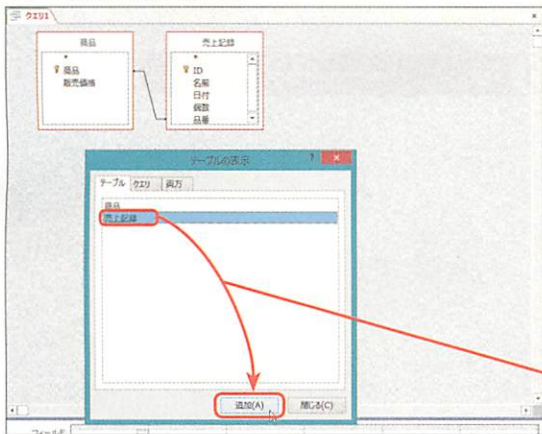 クエリ1
商品
*
商品
販売価格
売上記録
*
ID
名前
日付
個数
品番
テーブルの表示
テーブル クエリ 両方
商品
売上記録
追加(A) 閉じる(C)
フィールド: